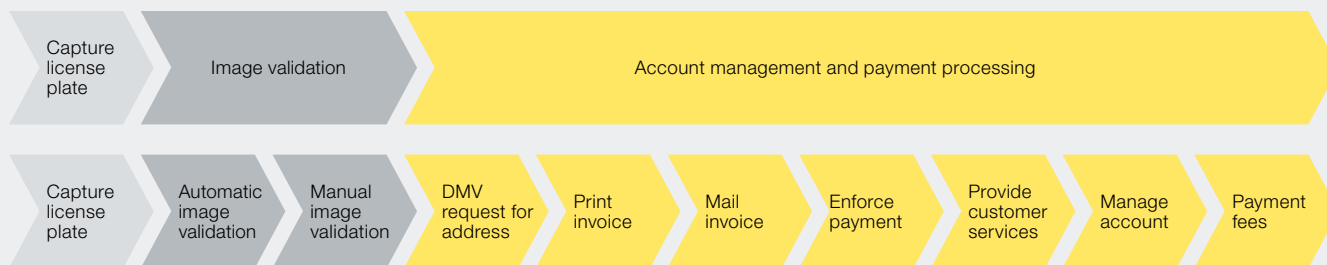 Capture
license
plate
Image validation
Account management and payment processing
Capture
license
plate
Automatic
image
validation
Manual
image
validation
DMV
request for
address
Print
invoice
Mail
invoice
Enforce
payment
Provide
customer
services
Manage
account
Payment
fees